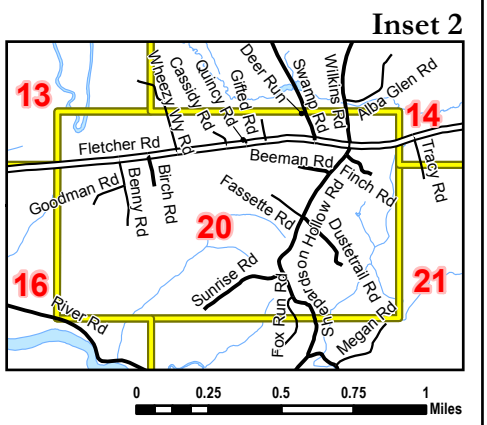 Inset 2
13
14
Wheezy Wy Rd
Cassidy Rd
Quincy Rd
Gifted Rd
Deer Run
Swamp Rd
Wilkins Rd
Alba Glen Rd
Fletcher Rd
Tracy Rd
Beeman Rd
Finch Rd
Goodman Rd
Benny Rd
Birch Rd
Fassette Rd
Shepardson Hollow Rd
Dustetrail Rd
20
16
21
Sunrise Rd
River Rd
Fox Run Rd
Megan Rd
0 0.25 0.5 0.75 1
Miles